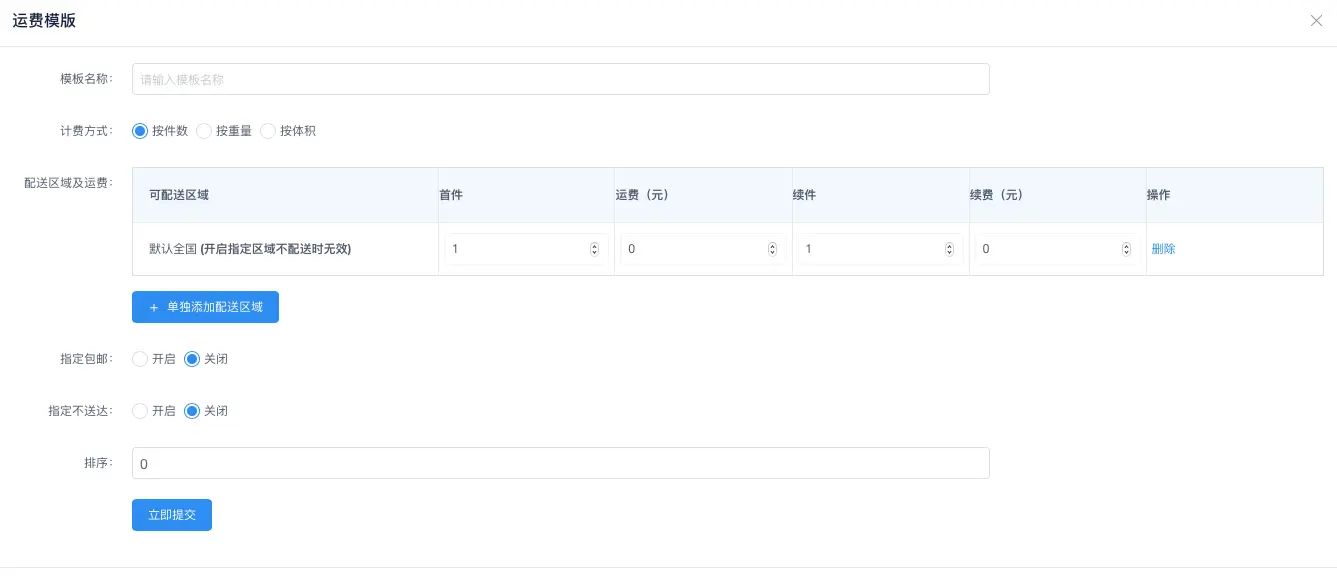 运费模版
模板名称:
请输入模板名称
计费方式:
按件数 按重量 按体积
配送区域及运费:
可配送区域 首件 运费（元） 续件 续费（元） 操作
默认全国 (开启指定区域不配送时无效) 1 0 1 0 删除
+ 单独添加配送区域
指定包邮:
开启 关闭
指定不送达:
开启 关闭
排序:
0
立即提交